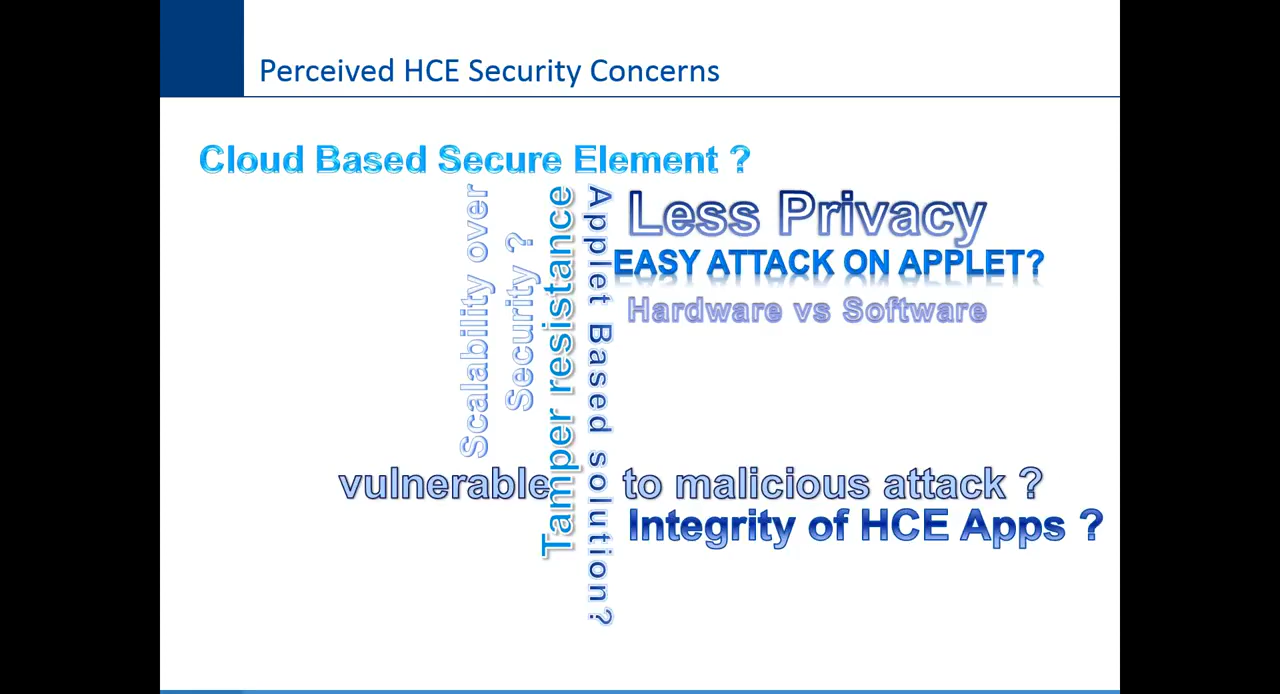 Perceived HCE Security Concerns
Cloud Based Secure Element ?
Scalability over
Security ?
Tamper resistance
Applet Based solution?
Less Privacy
EASY ATTACK ON APPLET?
Hardware vs Software
vulnerable to malicious attack ?
Integrity of HCE Apps ?